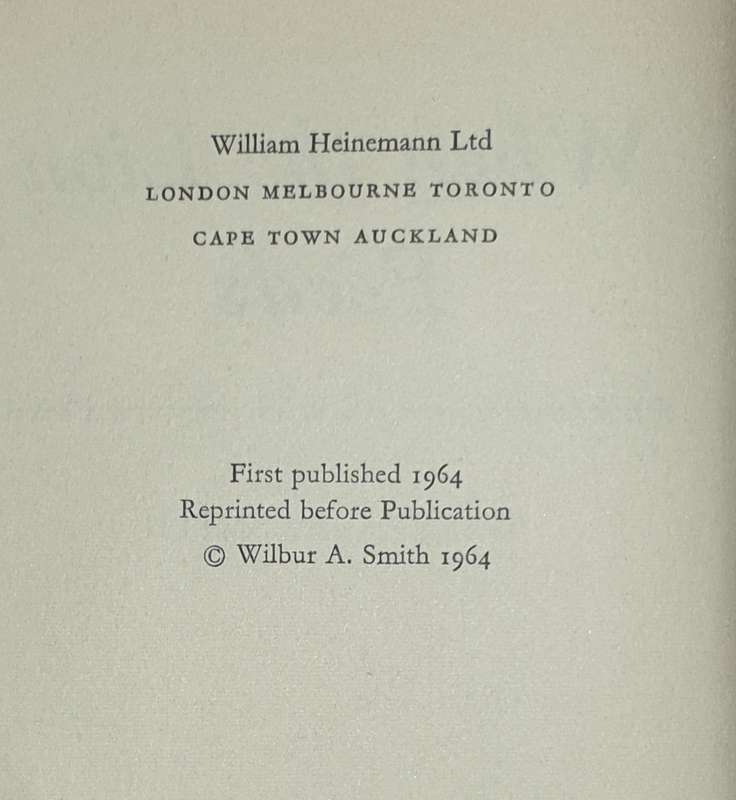 William Heinemann Ltd
LONDON MELBOURNE TORONTO
CAPE TOWN AUCKLAND
First published 1964
Reprinted before Publication
© Wilbur A. Smith 1964